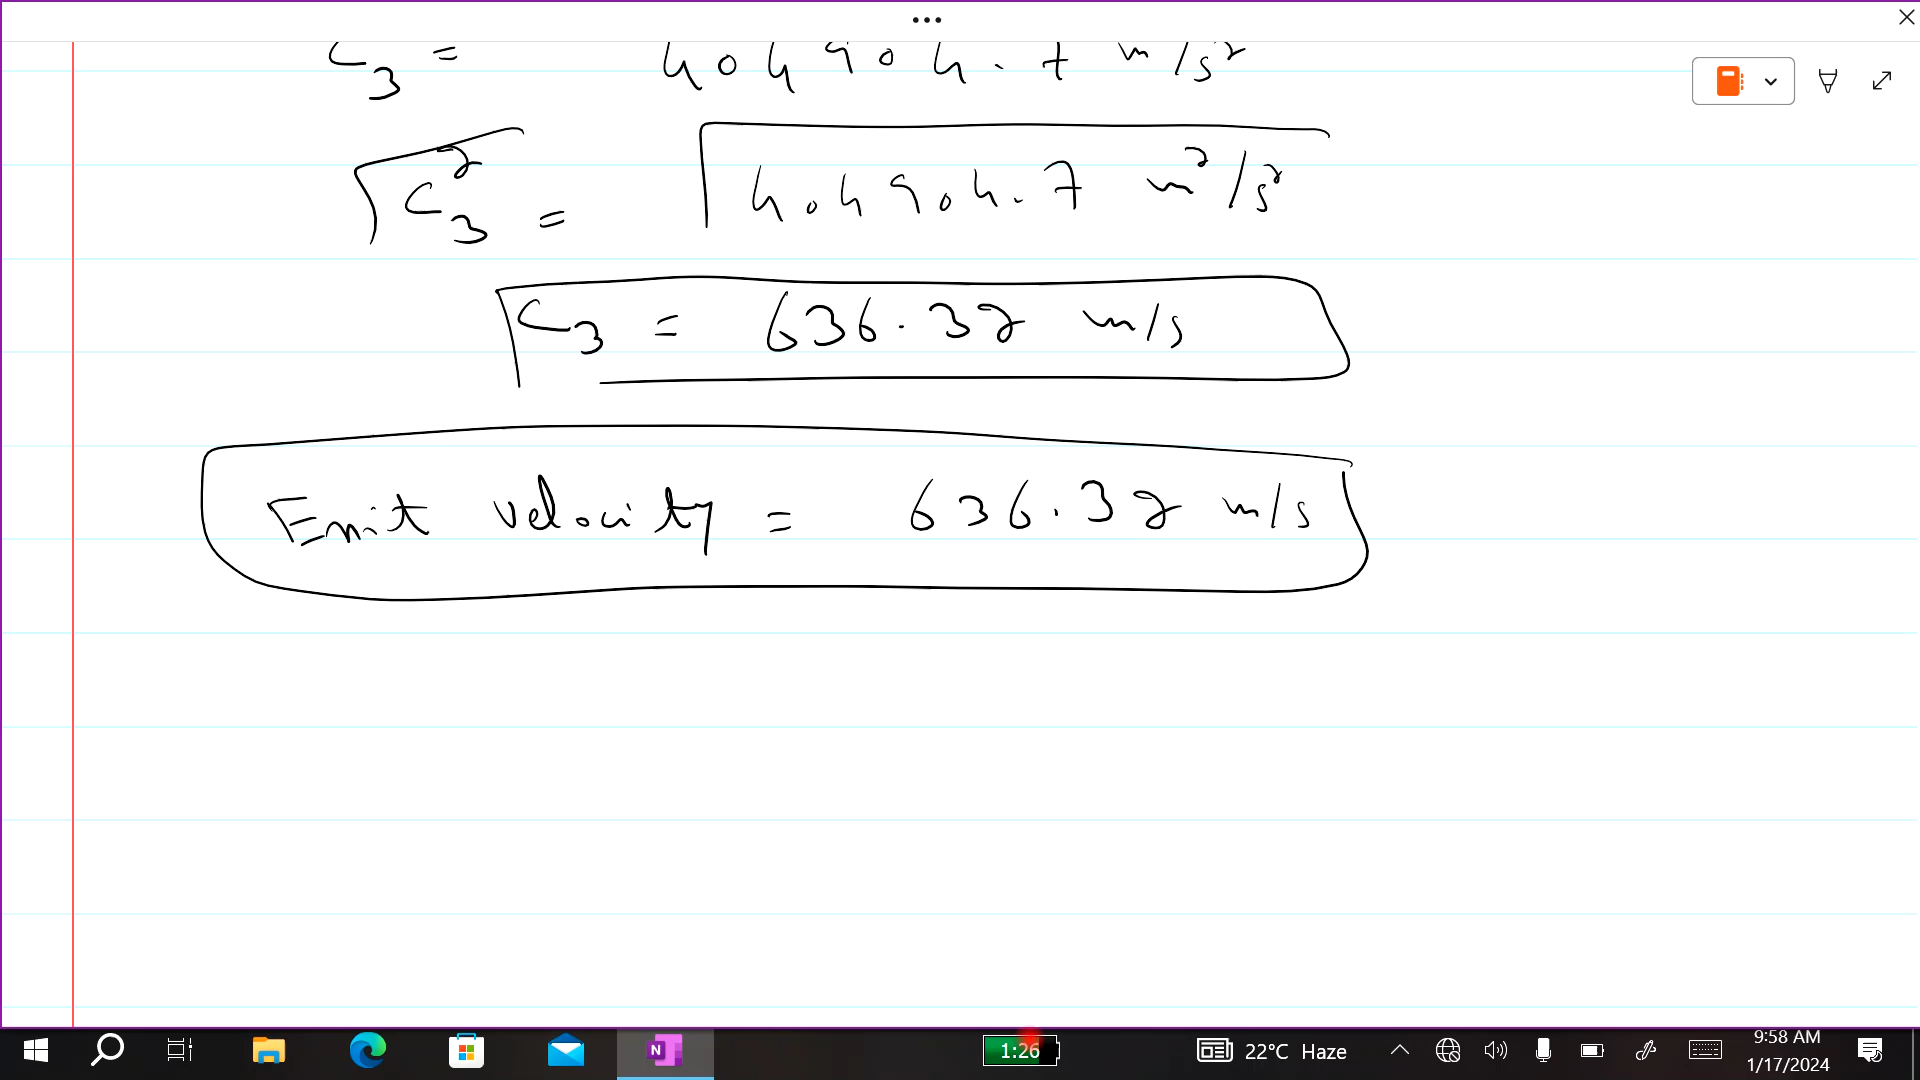 C3 = 404904.7 m/s²
√C3² = √404904.7 m²/s²
C3 = 636.32 m/s
Exit velocity = 636.32 m/s
1:26
22°C Haze
9:58 AM
1/17/2024